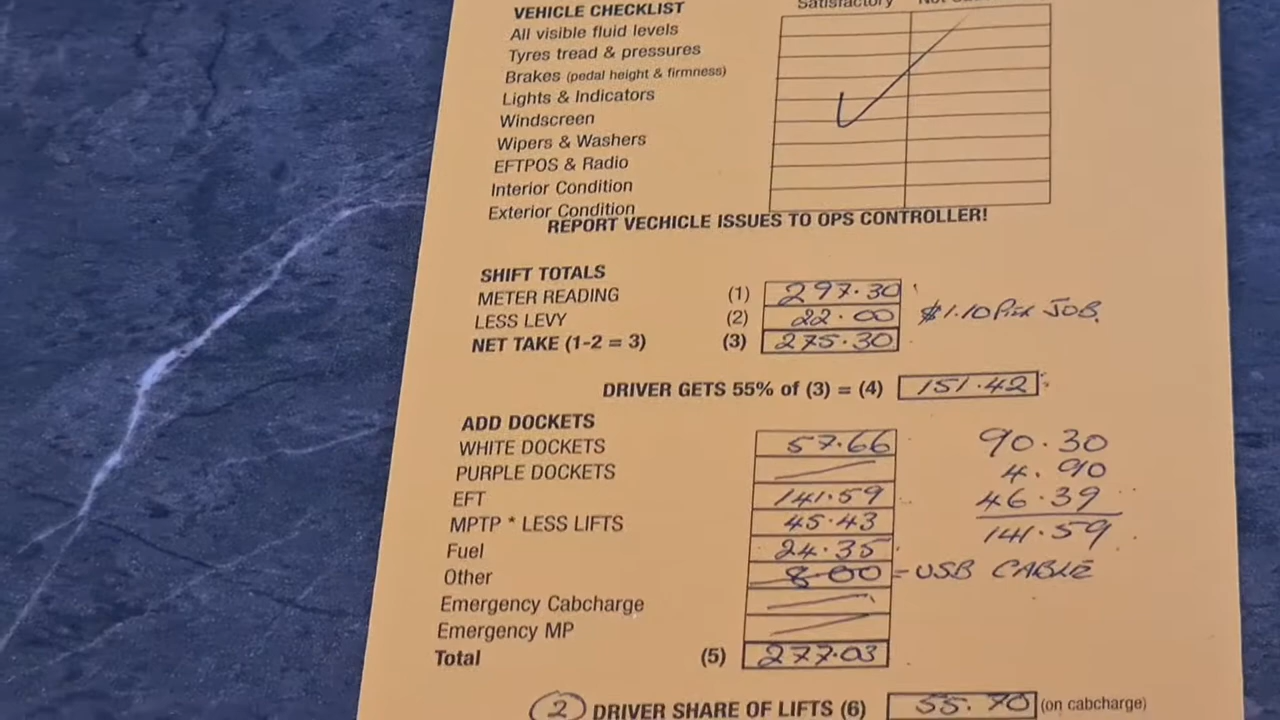 VEHICLE CHECKLIST Satisfactory
All visible fluid levels
Tyres tread & pressures
Brakes (pedal height & firmness)
Lights & Indicators
Windscreen
Wipers & Washers
EFTPOS & Radio
Interior Condition
Exterior Condition
REPORT VECHICLE ISSUES TO OPS CONTROLLER!
SHIFT TOTALS
METER READING (1) 297.30
LESS LEVY (2) 22.00 $1.10 PER JOB.
NET TAKE (1-2 = 3) (3) 275.30
DRIVER GETS 55% of (3) = (4) 151.42
ADD DOCKETS
WHITE DOCKETS 57.66 90.30
PURPLE DOCKETS 4.90
EFT 141.59 46.39
MPTP * LESS LIFTS 45.43 141.59
Fuel 24.35
Other 8.00 = USB CABLE
Emergency Cabcharge
Emergency MP
Total (5) 277.03
2 DRIVER SHARE OF LIFTS (6) 55.70 (on cabcharge)